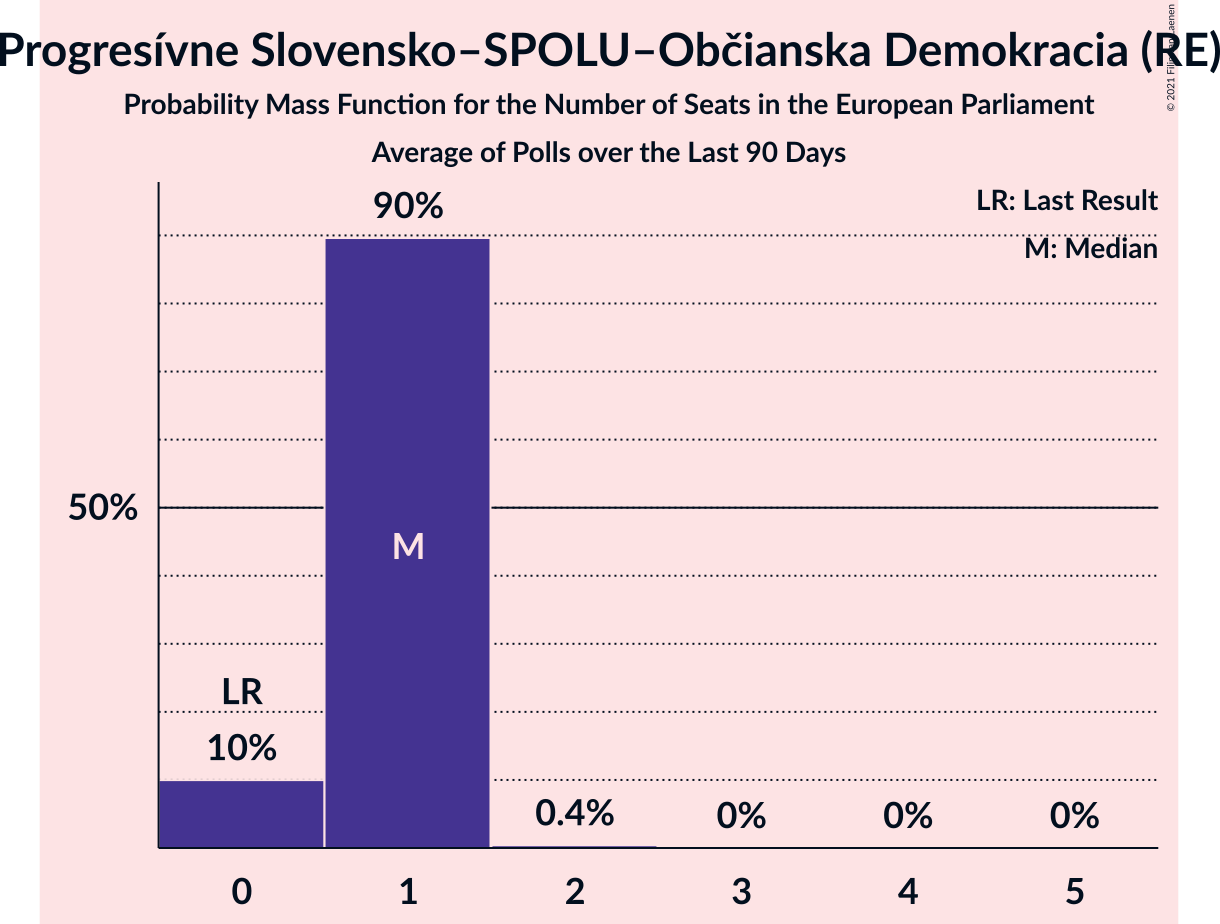 Progresívne Slovensko–SPOLU–Občianska Demokracia (RE)
Probability Mass Function for the Number of Seats in the European Parliament
Average of Polls over the Last 90 Days
© 2021
LR: Last Result
M: Median
90%
50%
M
LR
10%
0.4%
0%
0%
0%
0
1
2
3
4
5